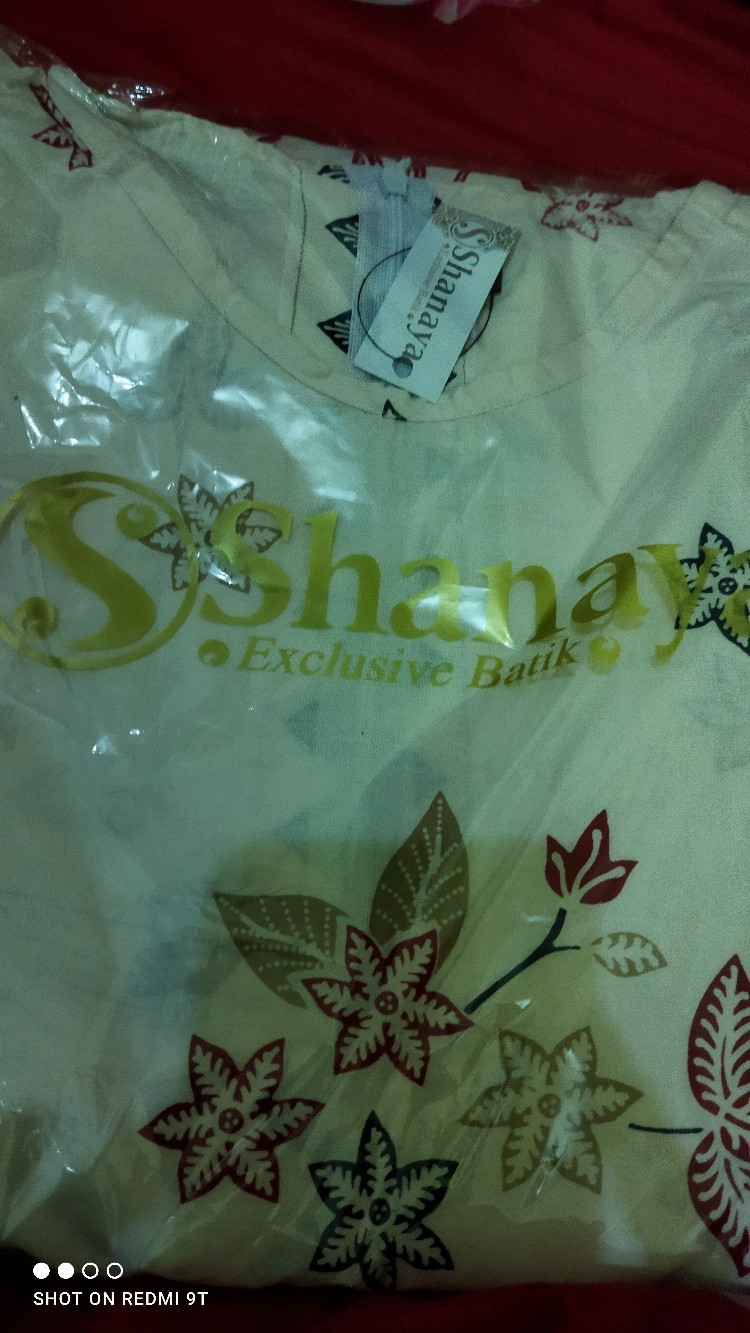 Shanaya
S Shanay
Exclusive Batik
SHOT ON REDMI 9T